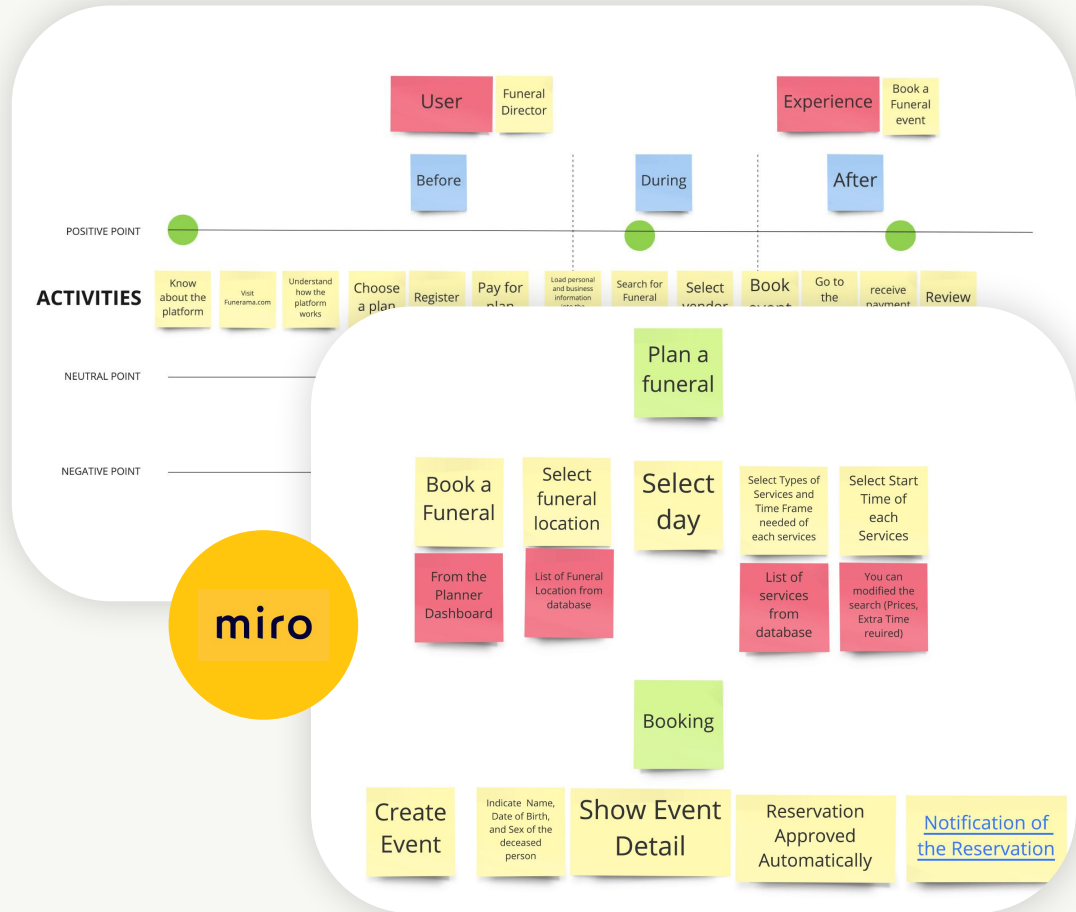 User
Funeral
Director
Experience
Book a
Funeral
event
Before
During
After
POSITIVE POINT
ACTIVITIES
Know
about the
platform
Visit
Funerama.com
Understand
how the
platform
works
Choose
a plan
Register
Pay for
plan
Load personal
and business
information
into the
Search for
Funeral
Select
vendor
Book
event
Go to
the
receive
payment
Review
NEUTRAL POINT
NEGATIVE POINT
Plan a
funeral
Book a
Funeral
Select
funeral
location
Select
day
Select Types of
Services and
Time Frame
needed of
each services
Select Start
Time of
each
Services
From the
Planner
Dashboard
List of Funeral
Location from
database
List of
services
from
database
You can
modified the
search (Prices,
Extra Time
reuired)
miro
Booking
Create
Event
Indicate Name,
Date of Birth,
and Sex of the
deceased
person
Show Event
Detail
Reservation
Approved
Automatically
Notification of
the Reservation